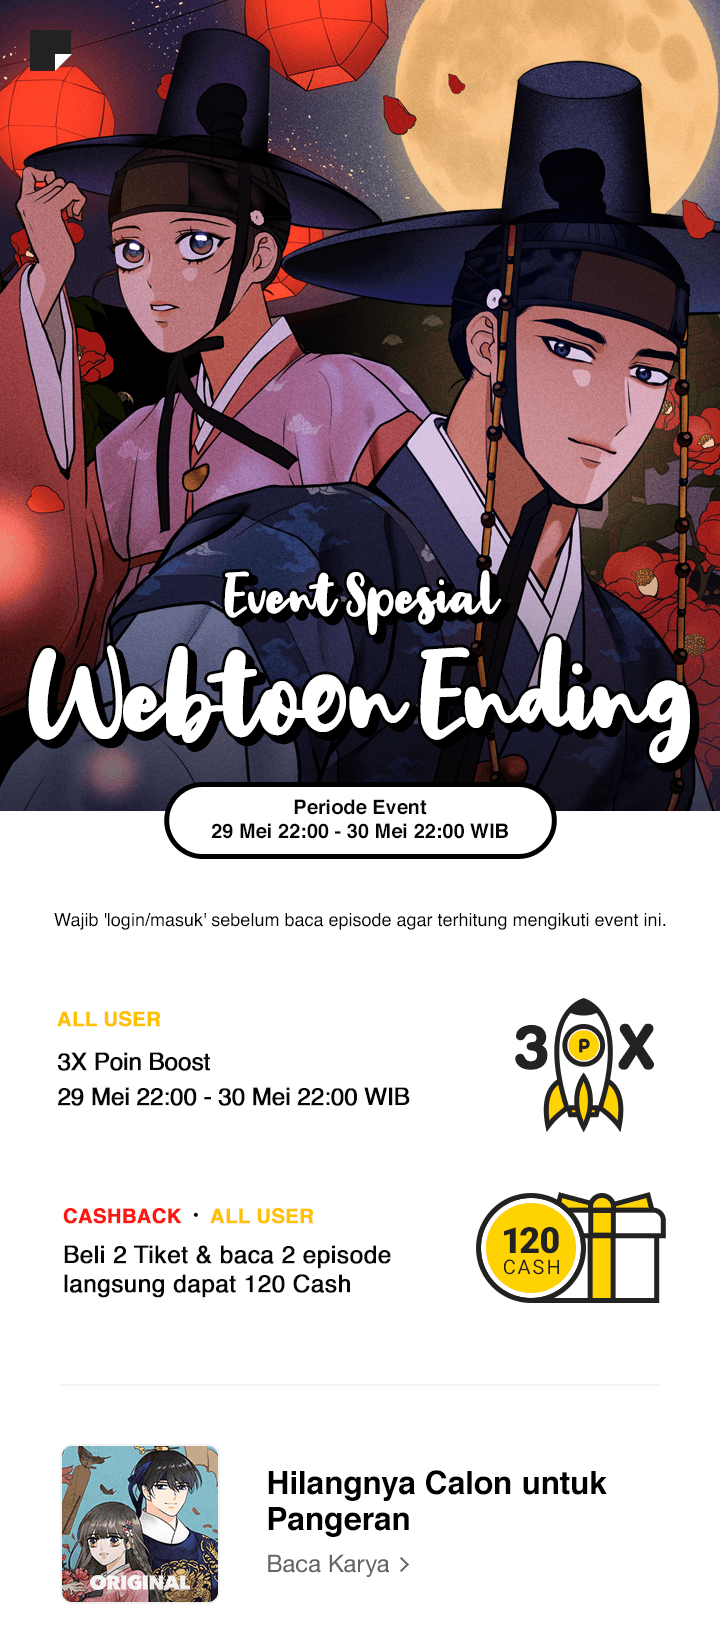 Event Spesial
Webtoon Ending
Periode Event
29 Mei 22:00 - 30 Mei 22:00 WIB
Wajib 'login/masuk' sebelum baca episode agar terhitung mengikuti event ini.
ALL USER
3X Poin Boost
29 Mei 22:00 - 30 Mei 22:00 WIB
3 P X
CASHBACK · ALL USER
Beli 2 Tiket & baca 2 episode
langsung dapat 120 Cash
120
CASH
ORIGINAL
Hilangnya Calon untuk
Pangeran
Baca Karya >